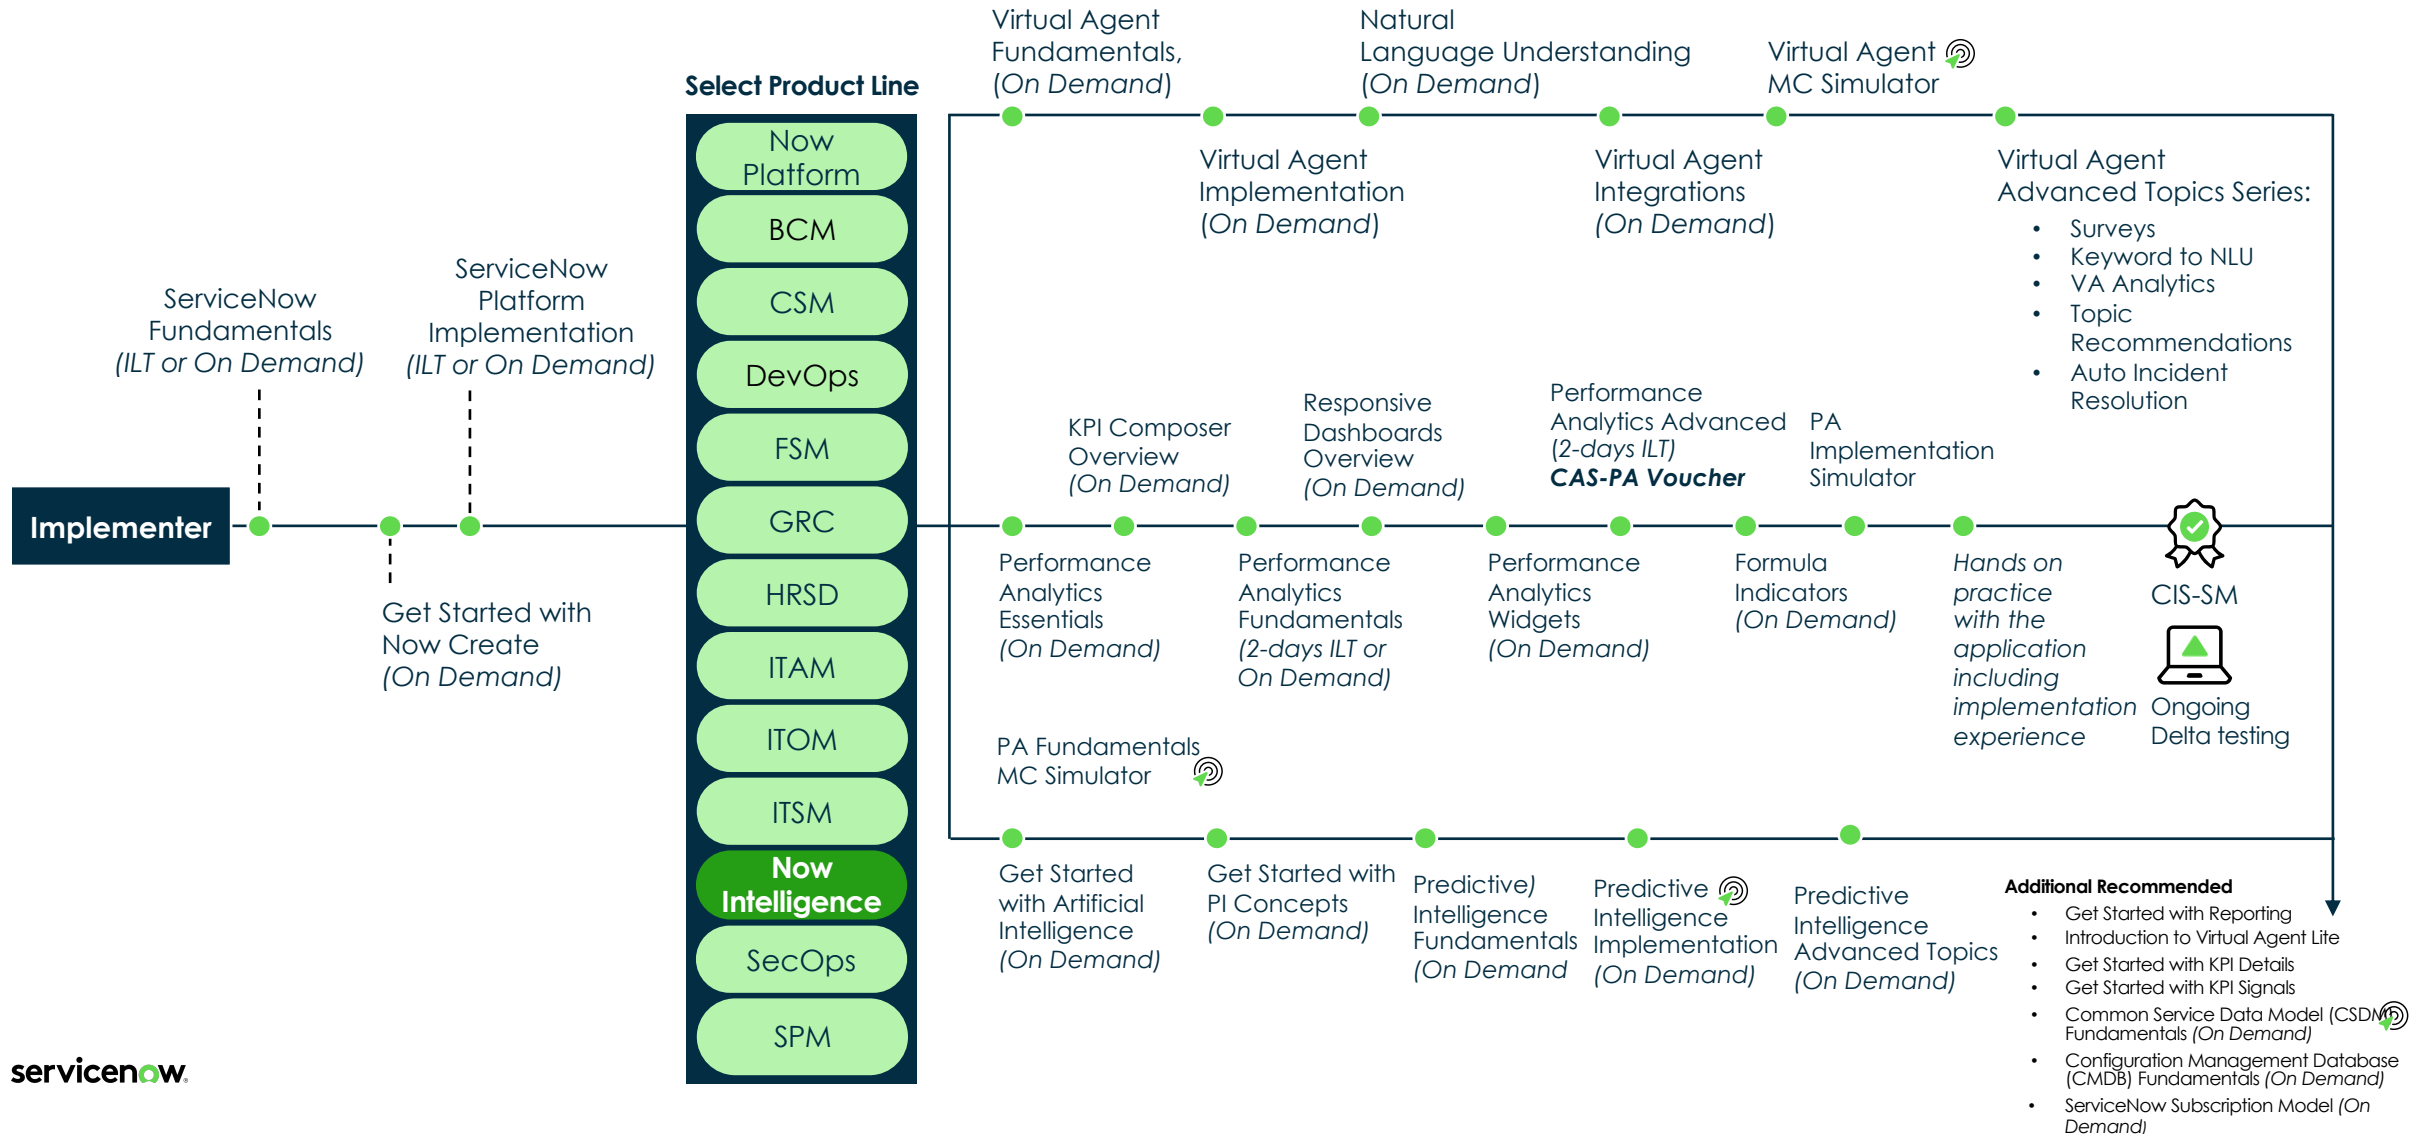 Implementer
ServiceNow
Fundamentals
(ILT or On Demand)
Get Started with
Now Create
(On Demand)
ServiceNow
Platform
Implementation
(ILT or On Demand)
Select Product Line
Now
Platform
BCM
CSM
DevOps
FSM
GRC
HRSD
ITAM
ITOM
ITSM
Now
Intelligence
SecOps
SPM
Virtual Agent
Fundamentals,
(On Demand)
Virtual Agent
Implementation
(On Demand)
Natural
Language Understanding
(On Demand)
Virtual Agent
Integrations
(On Demand)
Virtual Agent
MC Simulator
Virtual Agent
Advanced Topics Series:
• Surveys
• Keyword to NLU
• VA Analytics
• Topic
Recommendations
• Auto Incident
Resolution
Performance
Analytics
Essentials
(On Demand)
KPI Composer
Overview
(On Demand)
Performance
Analytics
Fundamentals
(2-days ILT or
On Demand)
Responsive
Dashboards
Overview
(On Demand)
Performance
Analytics
Widgets
(On Demand)
Performance
Analytics Advanced
(2-days ILT)
CAS-PA Voucher
Formula
Indicators
(On Demand)
PA
Implementation
Simulator
Hands on
practice
with the
application
including
implementation
experience
CIS-SM
Ongoing
Delta testing
PA Fundamentals
MC Simulator
Get Started
with Artificial
Intelligence
(On Demand)
Get Started with
PI Concepts
(On Demand)
Predictive)
Intelligence
Fundamentals
(On Demand
Predictive
Intelligence
Implementation
(On Demand)
Predictive
Intelligence
Advanced Topics
(On Demand)
Additional Recommended
• Get Started with Reporting
• Introduction to Virtual Agent Lite
• Get Started with KPI Details
• Get Started with KPI Signals
• Common Service Data Model (CSDM)
Fundamentals (On Demand)
• Configuration Management Database
(CMDB) Fundamentals (On Demand)
• ServiceNow Subscription Model (On
Demand)
servicenow